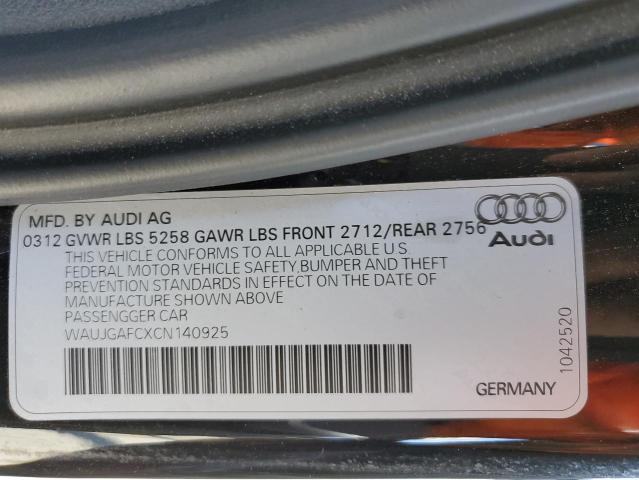 MFD. BY AUDI AG
0312 GVWR LBS 5258 GAWR LBS FRONT 2712/REAR 2756
THIS VEHICLE CONFORMS TO ALL APPLICABLE U.S.
FEDERAL MOTOR VEHICLE SAFETY,BUMPER AND THEFT
PREVENTION STANDARDS IN EFFECT ON THE DATE OF
MANUFACTURE SHOWN ABOVE
PASSENGGER CAR
WAUJGAFCXCN140925
Audi
1042520
GERMANY